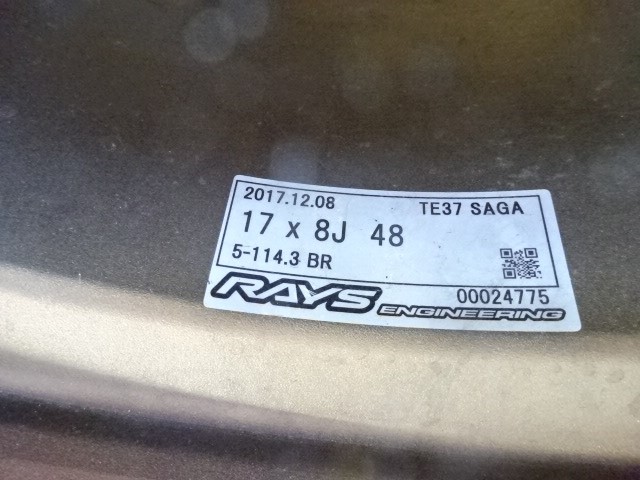 2017.12.08 TE37 SAGA
17 x 8J 48
5-114.3 BR
00024775
RAYS ENGINEERING